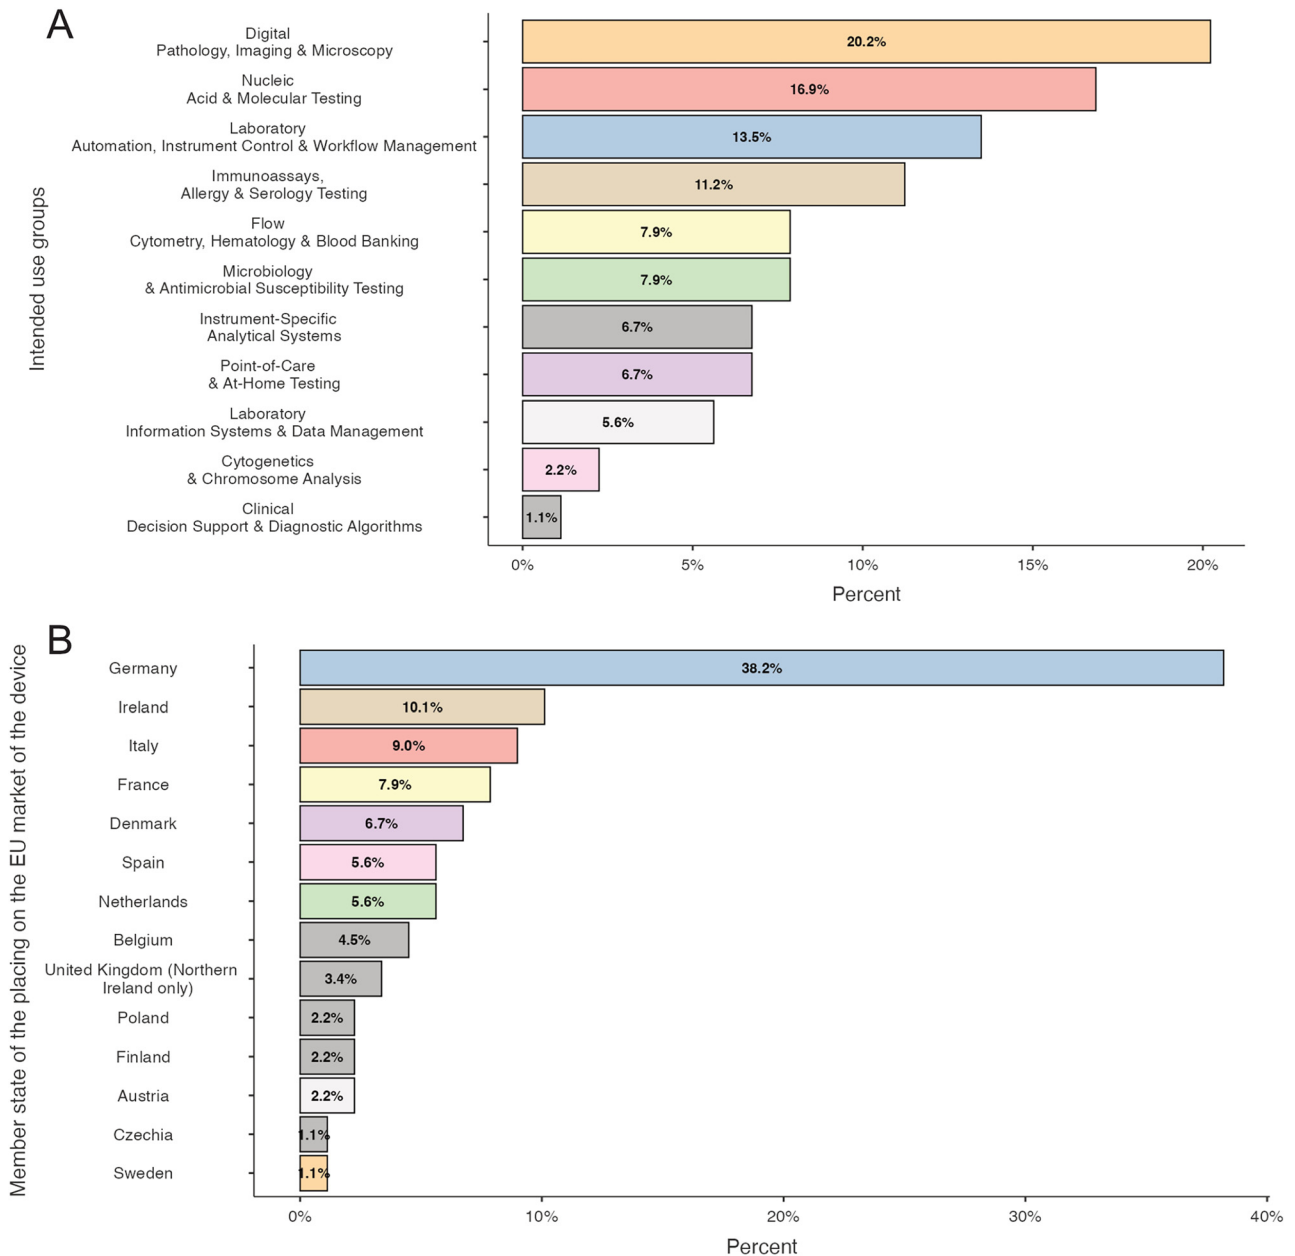 A
Intended use groups
Digital
Pathology, Imaging & Microscopy
20.2%
Nucleic
Acid & Molecular Testing
16.9%
Laboratory
Automation, Instrument Control & Workflow Management
13.5%
Immunoassays,
Allergy & Serology Testing
11.2%
Flow
Cytometry, Hematology & Blood Banking
7.9%
Microbiology
& Antimicrobial Susceptibility Testing
7.9%
Instrument-Specific
Analytical Systems
6.7%
Point-of-Care
& At-Home Testing
6.7%
Laboratory
Information Systems & Data Management
5.6%
Cytogenetics
& Chromosome Analysis
2.2%
Clinical
Decision Support & Diagnostic Algorithms
1.1%
0% 5% 10% 15% 20%
Percent
B
Member state of the placing on the EU market of the device
Germany
38.2%
Ireland
10.1%
Italy
9.0%
France
7.9%
Denmark
6.7%
Spain
5.6%
Netherlands
5.6%
Belgium
4.5%
United Kingdom (Northern
Ireland only)
3.4%
Poland
2.2%
Finland
2.2%
Austria
2.2%
Czechia
1.1%
Sweden
1.1%
0% 10% 20% 30% 40%
Percent